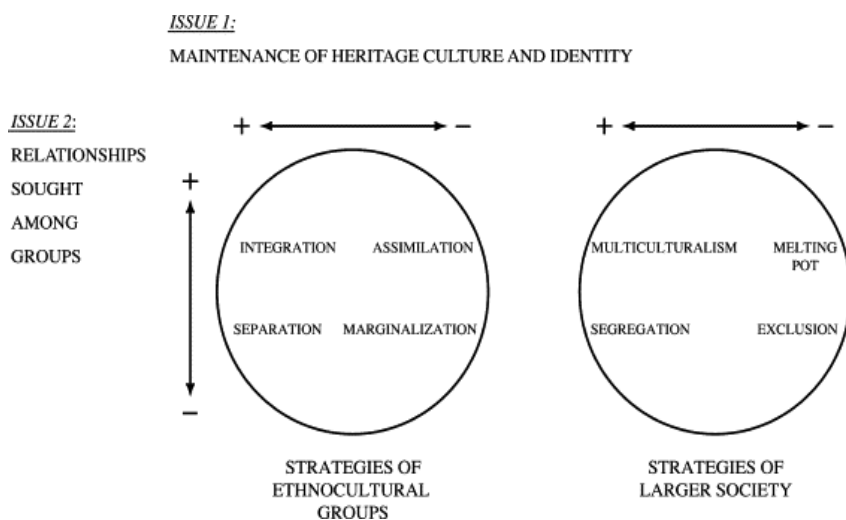 ISSUE 1:
MAINTENANCE OF HERITAGE CULTURE AND IDENTITY
ISSUE 2:
RELATIONSHIPS
SOUGHT
AMONG
GROUPS
+ −
+ −
+
−
INTEGRATION ASSIMILATION
SEPARATION MARGINALIZATION
MULTICULTURALISM MELTING
POT
SEGREGATION EXCLUSION
STRATEGIES OF
ETHNOCULTURAL
GROUPS
STRATEGIES OF
LARGER SOCIETY